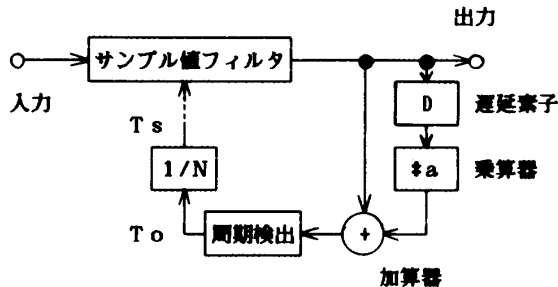 出力
サンプル値フィルタ
入力
D
遅延素子
Ts
1/N
*a
乗算器
To
周期検出
+
加算器